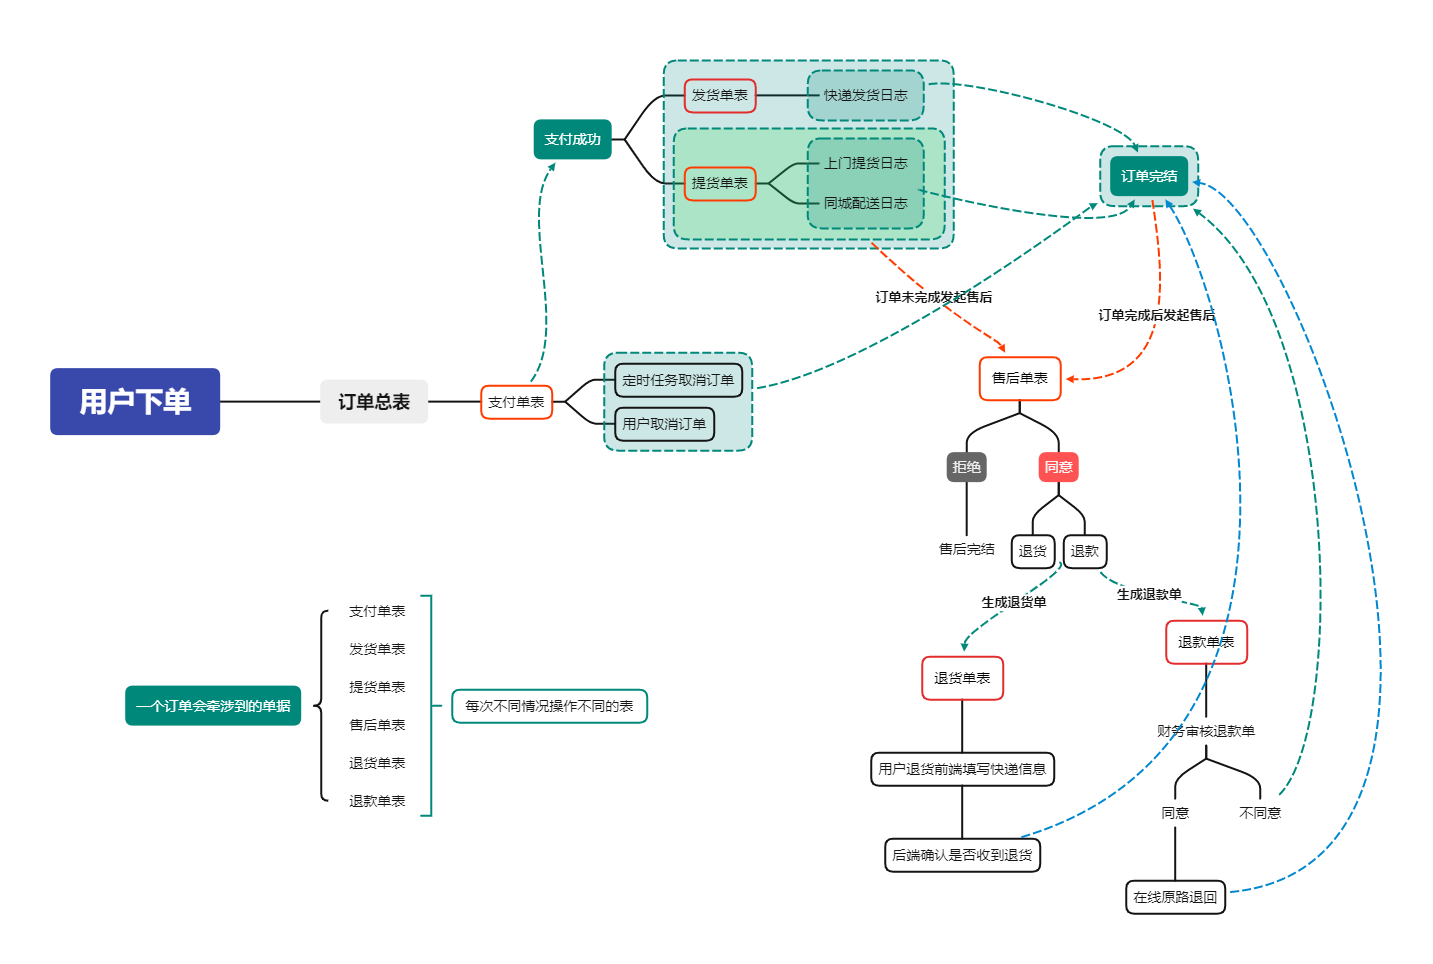 用户下单
订单总表
支付单表
支付成功
发货单表
快递发货日志
提货单表
上门提货日志
同城配送日志
定时任务取消订单
用户取消订单
订单完结
订单未完成发起售后
订单完成后发起售后
售后单表
拒绝
同意
售后完结
退货
退款
生成退货单
生成退款单
退货单表
用户退货前端填写快递信息
后端确认是否收到退货
退款单表
财务审核退款单
同意
不同意
在线原路退回
一个订单会牵涉到的单据
支付单表
发货单表
提货单表
售后单表
退货单表
退款单表
每次不同情况操作不同的表